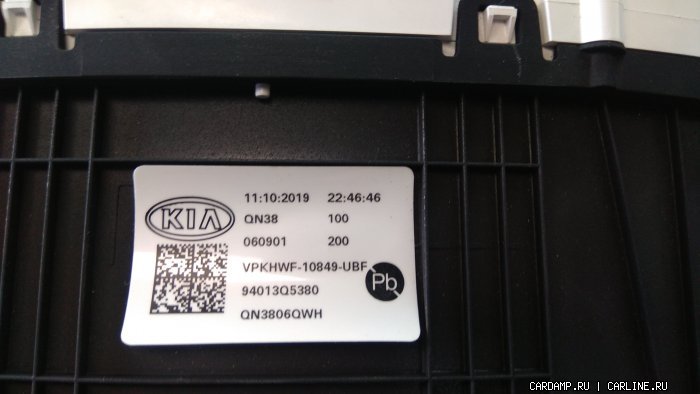 KIA
11:10:2019 22:46:46
QN38 100
060901 200
VPKHWF-10849-UBF
94013Q5380
Pb
QN3806QWH
CARDAMP.RU | CARLINE.RU